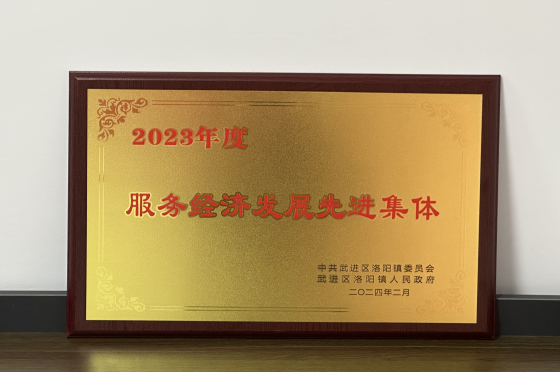 2023年度
服务经济发展先进集体
中共武进区洛阳镇委员会
武进区洛阳镇人民政府
二〇二四年二月